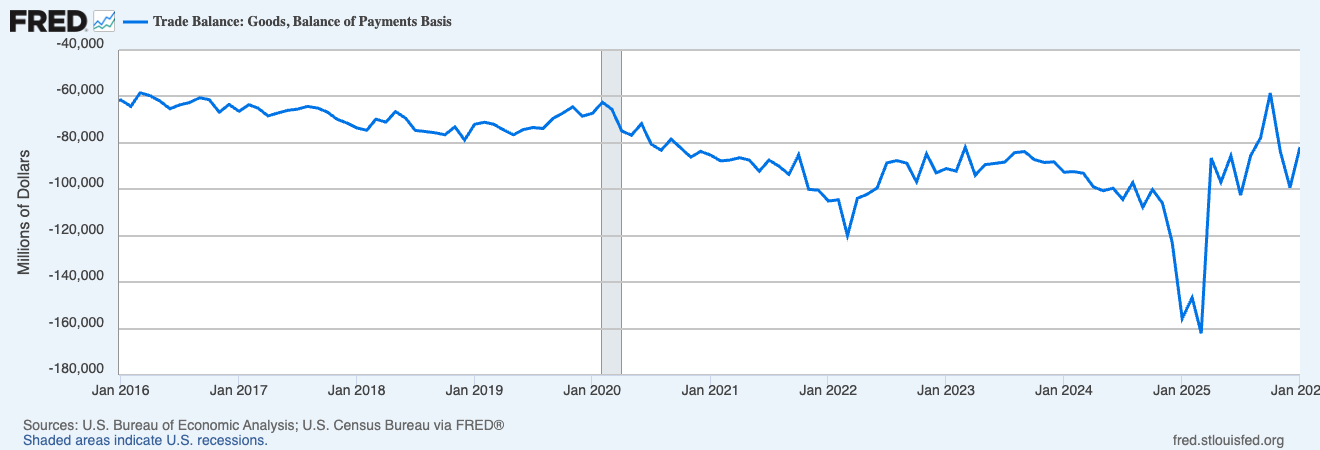 FRED® Trade Balance: Goods, Balance of Payments Basis
-40,000
-60,000
-80,000
-100,000
-120,000
-140,000
-160,000
-180,000
Millions of Dollars
Jan 2016 Jan 2017 Jan 2018 Jan 2019 Jan 2020 Jan 2021 Jan 2022 Jan 2023 Jan 2024 Jan 2025 Jan 202
Sources: U.S. Bureau of Economic Analysis; U.S. Census Bureau via FRED®
Shaded areas indicate U.S. recessions.
fred.stlouisfed.org